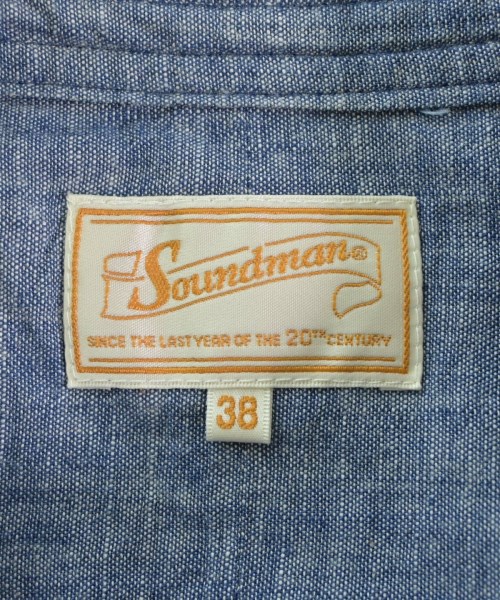 Soundman®
SINCE THE LAST YEAR OF THE 20TH CENTURY
38